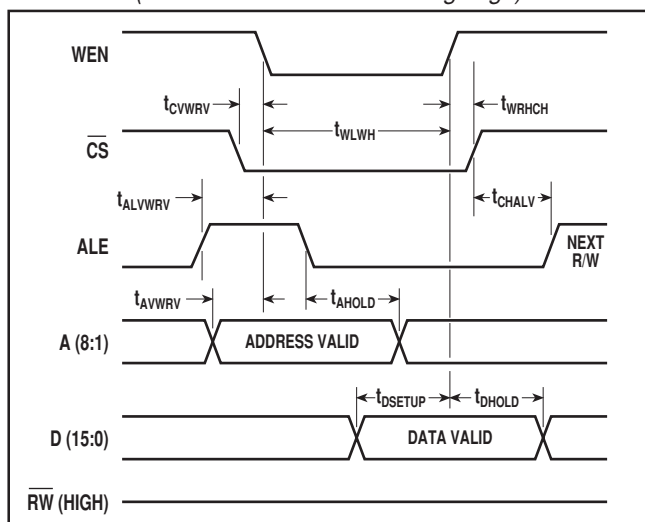 WEN
tCVWRV
tWLWH
tWRHCH
CS
tCHALV
tALVWRV
ALE
NEXT
R/W
tAVWRV
tAHOLD
A (8:1)
ADDRESS VALID
tDSETUP
tDHOLD
D (15:0)
DATA VALID
RW (HIGH)